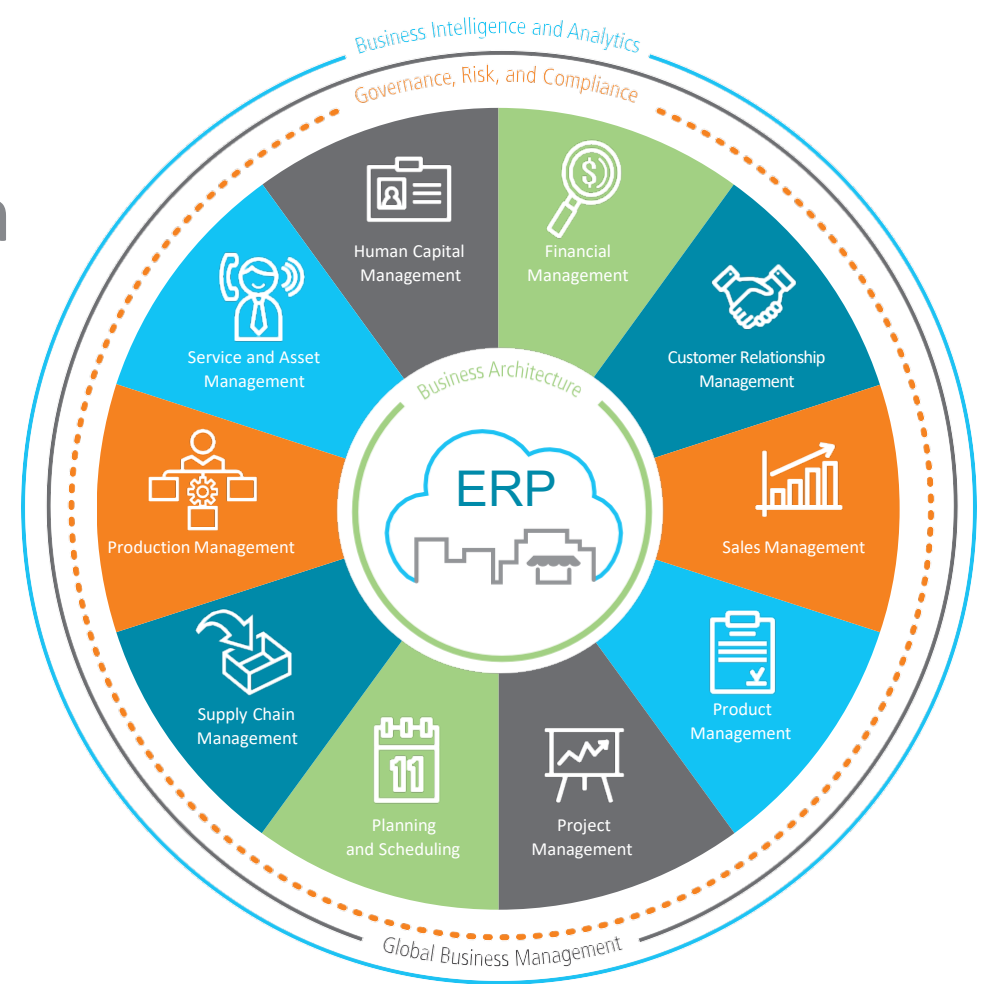 Business Intelligence and Analytics
Governance, Risk, and Compliance
Human Capital
Management
Financial
Management
Service and Asset
Management
Customer Relationship
Management
Business Architecture
ERP
Production Management
Sales Management
Supply Chain
Management
Product
Management
11
Planning
and Scheduling
Project
Management
Global Business Management